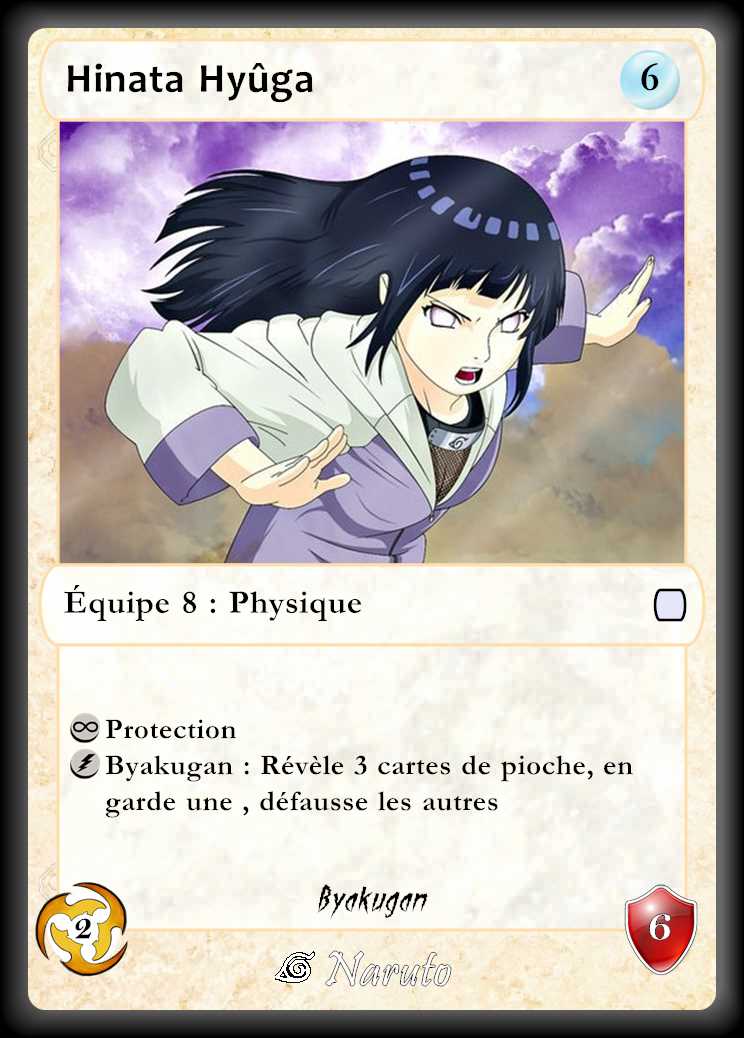 Hinata Hyûga
6
Équipe 8 : Physique
Protection
Byakugan : Révèle 3 cartes de pioche, en
garde une , défausse les autres
Byakugan
2
6
Naruto